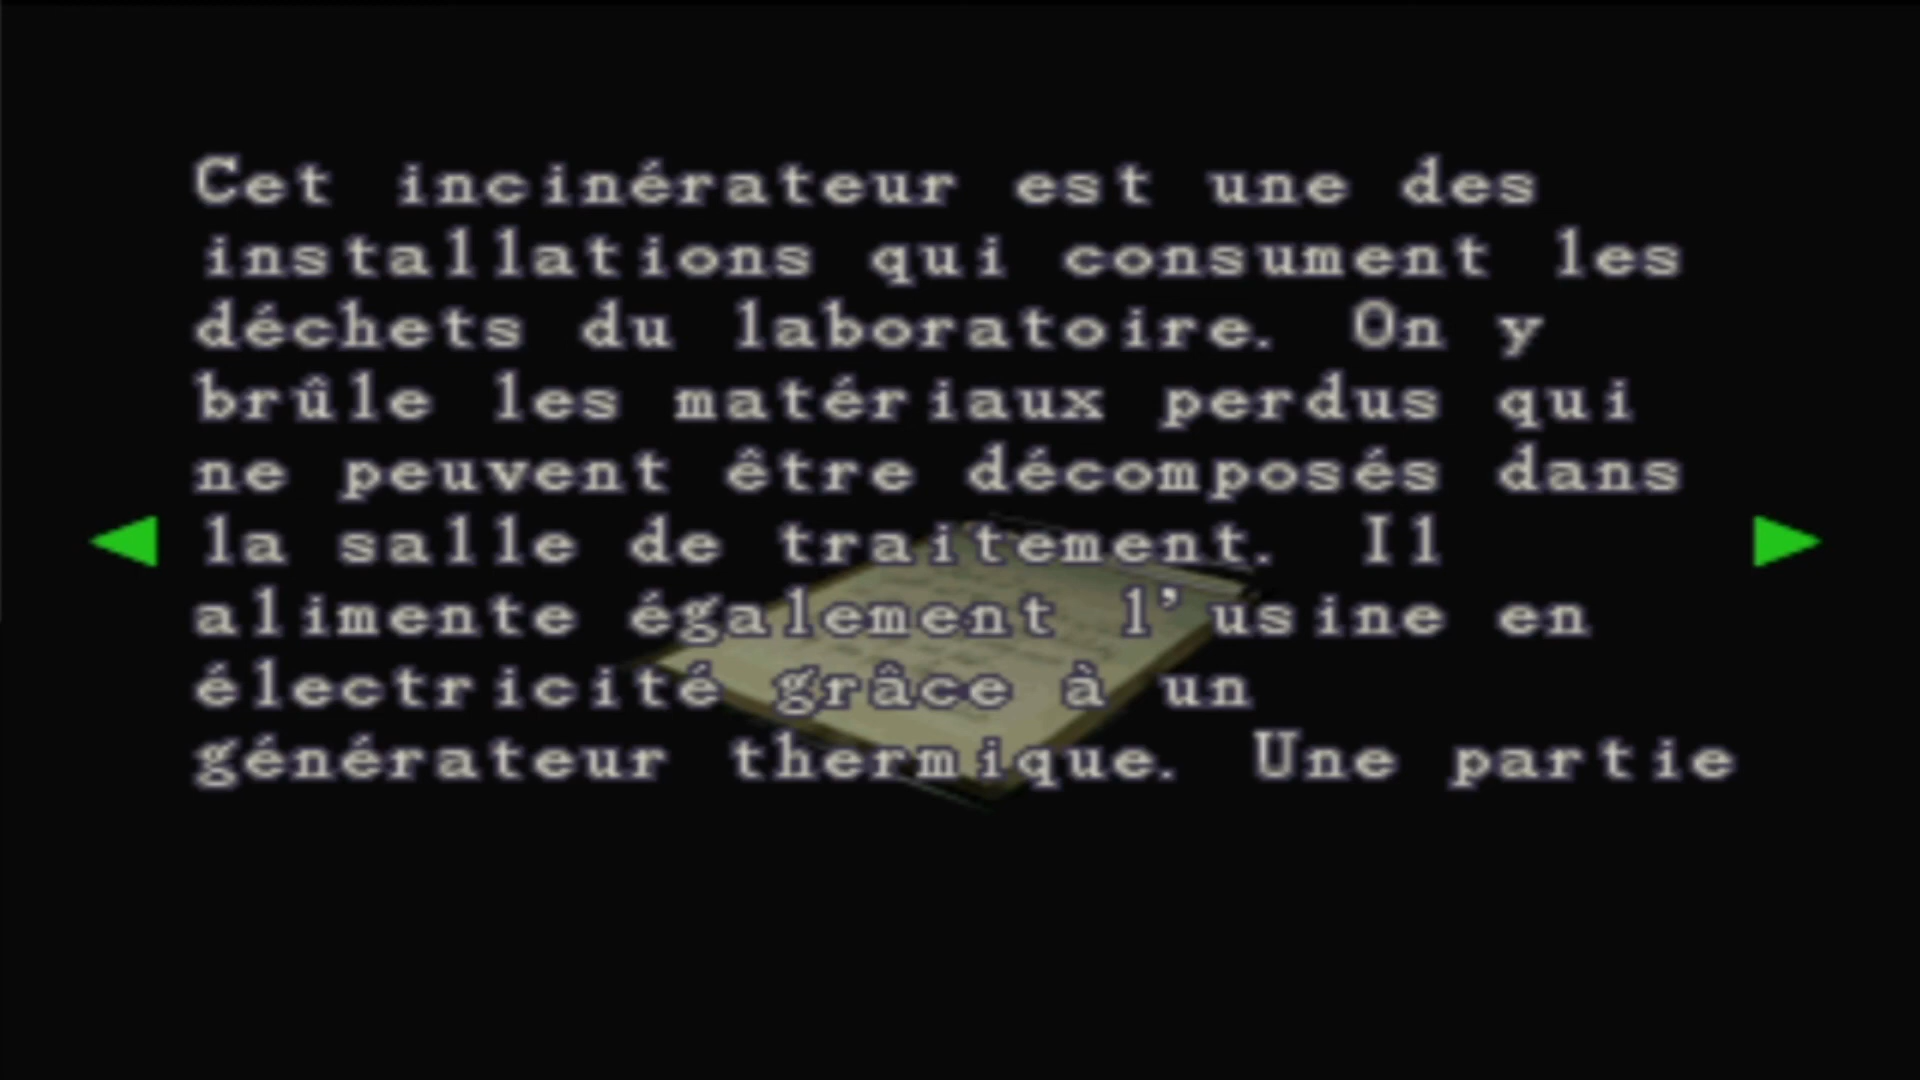 Cet incinérateur est une des
installations qui consument les
déchets du laboratoire. On y
brûle les matériaux perdus qui
ne peuvent être décomposés dans
la salle de traitement. Il
alimente également l'usine en
électricité grâce à un
générateur thermique. Une partie